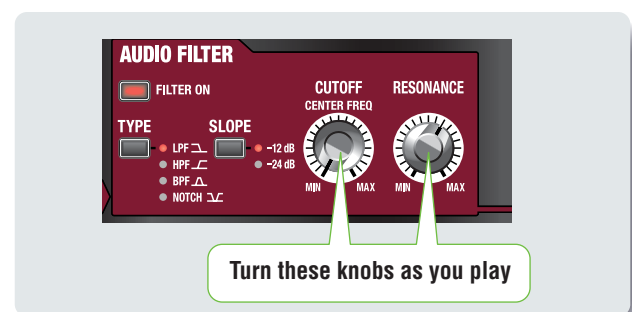 AUDIO FILTER
FILTER ON
CUTOFF
CENTER FREQ
RESONANCE
TYPE
SLOPE
LPF
HPF
BPF
NOTCH
-12 dB
-24 dB
MIN
MAX
MIN
MAX
Turn these knobs as you play